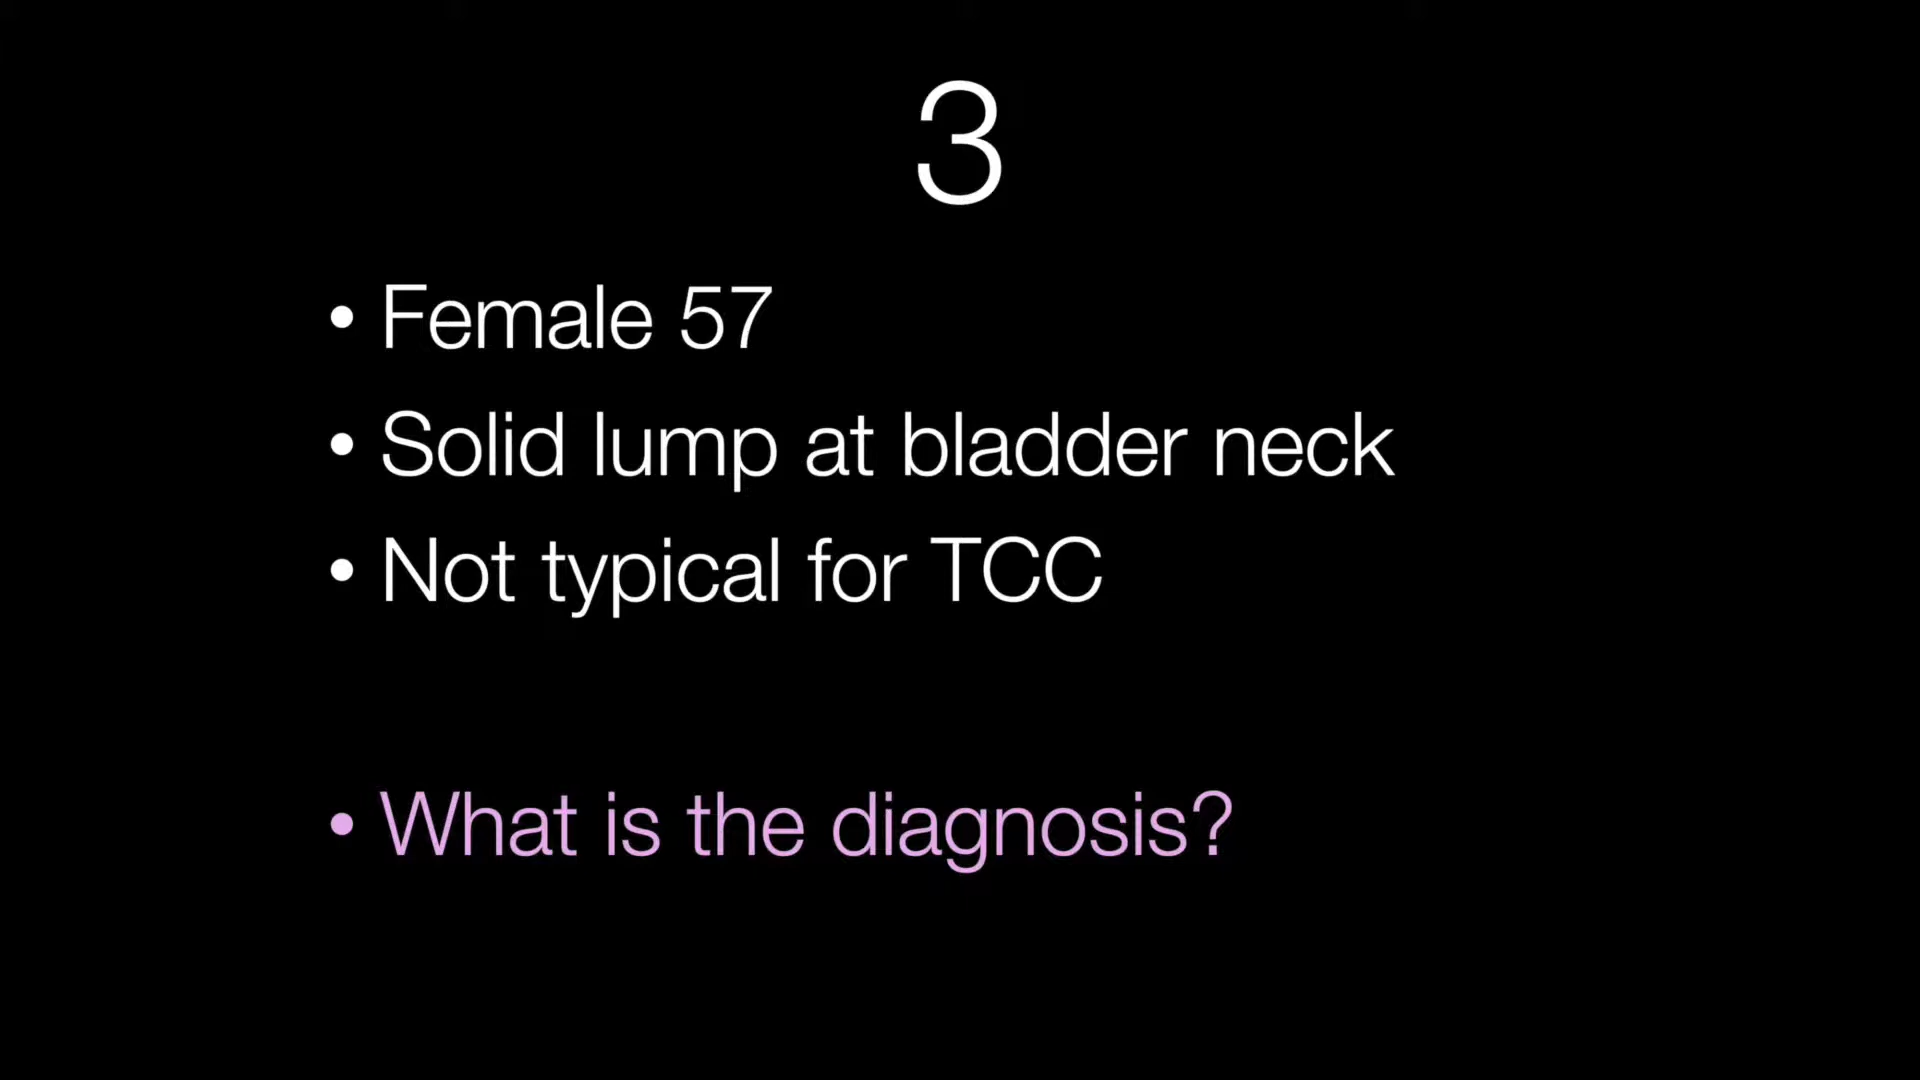 3
• Female 57
• Solid lump at bladder neck
• Not typical for TCC
• What is the diagnosis?